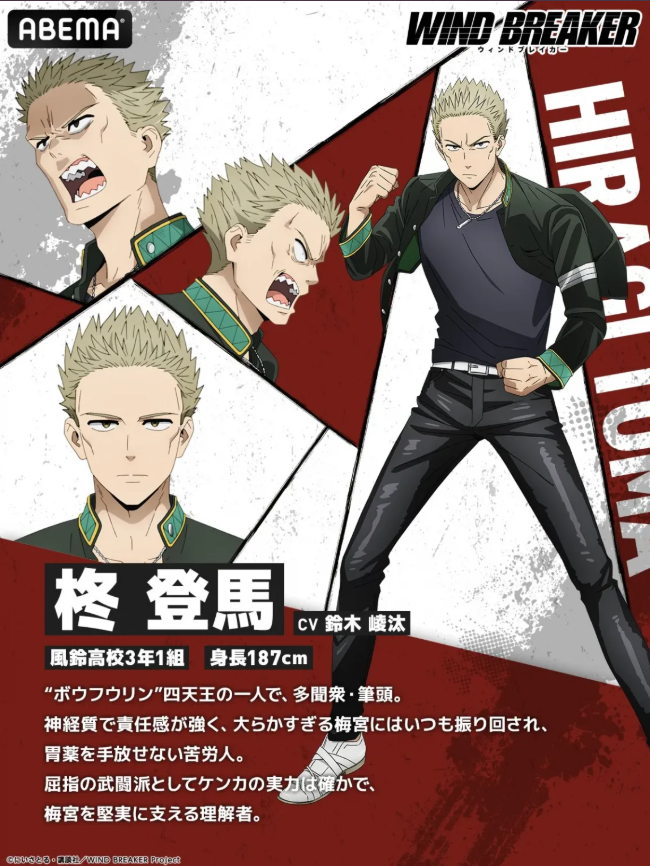 ABEMA
WIND BREAKER
ウィンドブレイカー
HIRAGI TOMA
柊 登馬
CV 鈴木 崚汰
風鈴高校3年1組 身長187cm
“ボウフウリン”四天王の一人で、多聞衆・筆頭。
神経質で責任感が強く、大らかすぎる梅宮にはいつも振り回され、
胃薬を手放せない苦労人。
屈指の武闘派としてケンカの実力は確かで、
梅宮を堅実に支える理解者。
©にいさとる・講談社／WIND BREAKER Project